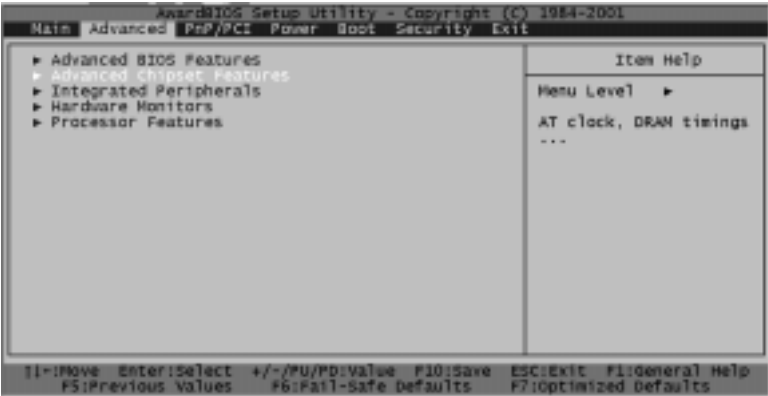 AwardBIOS Setup Utility - Copyright (C) 1984-2001
Main Advanced PnP/PCI Power Boot Security Exit
▶ Advanced BIOS Features
▶ Advanced Chipset Features
▶ Integrated Peripherals
▶ Hardware Monitors
▶ Processor Features
Item Help
Menu Level ▶
AT clock, DRAM timings
---
:Move Enter:Select +/-/PU/PD:Value F10:Save ESC:Exit F1:General Help
F5:Previous Values F6:Fail-Safe Defaults F7:Optimized Defaults